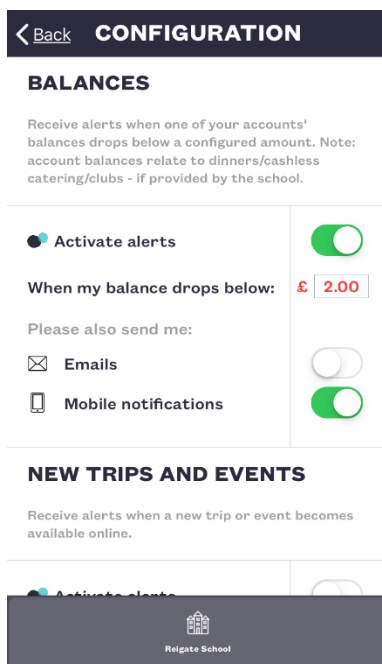 Back CONFIGURATION
BALANCES
Receive alerts when one of your accounts'
balances drops below a configured amount. Note:
account balances relate to dinners/cashless
catering/clubs - if provided by the school.
Activate alerts
When my balance drops below: £ 2.00
Please also send me:
Emails
Mobile notifications
NEW TRIPS AND EVENTS
Receive alerts when a new trip or event becomes
available online.
Activate alerts
Reigate School